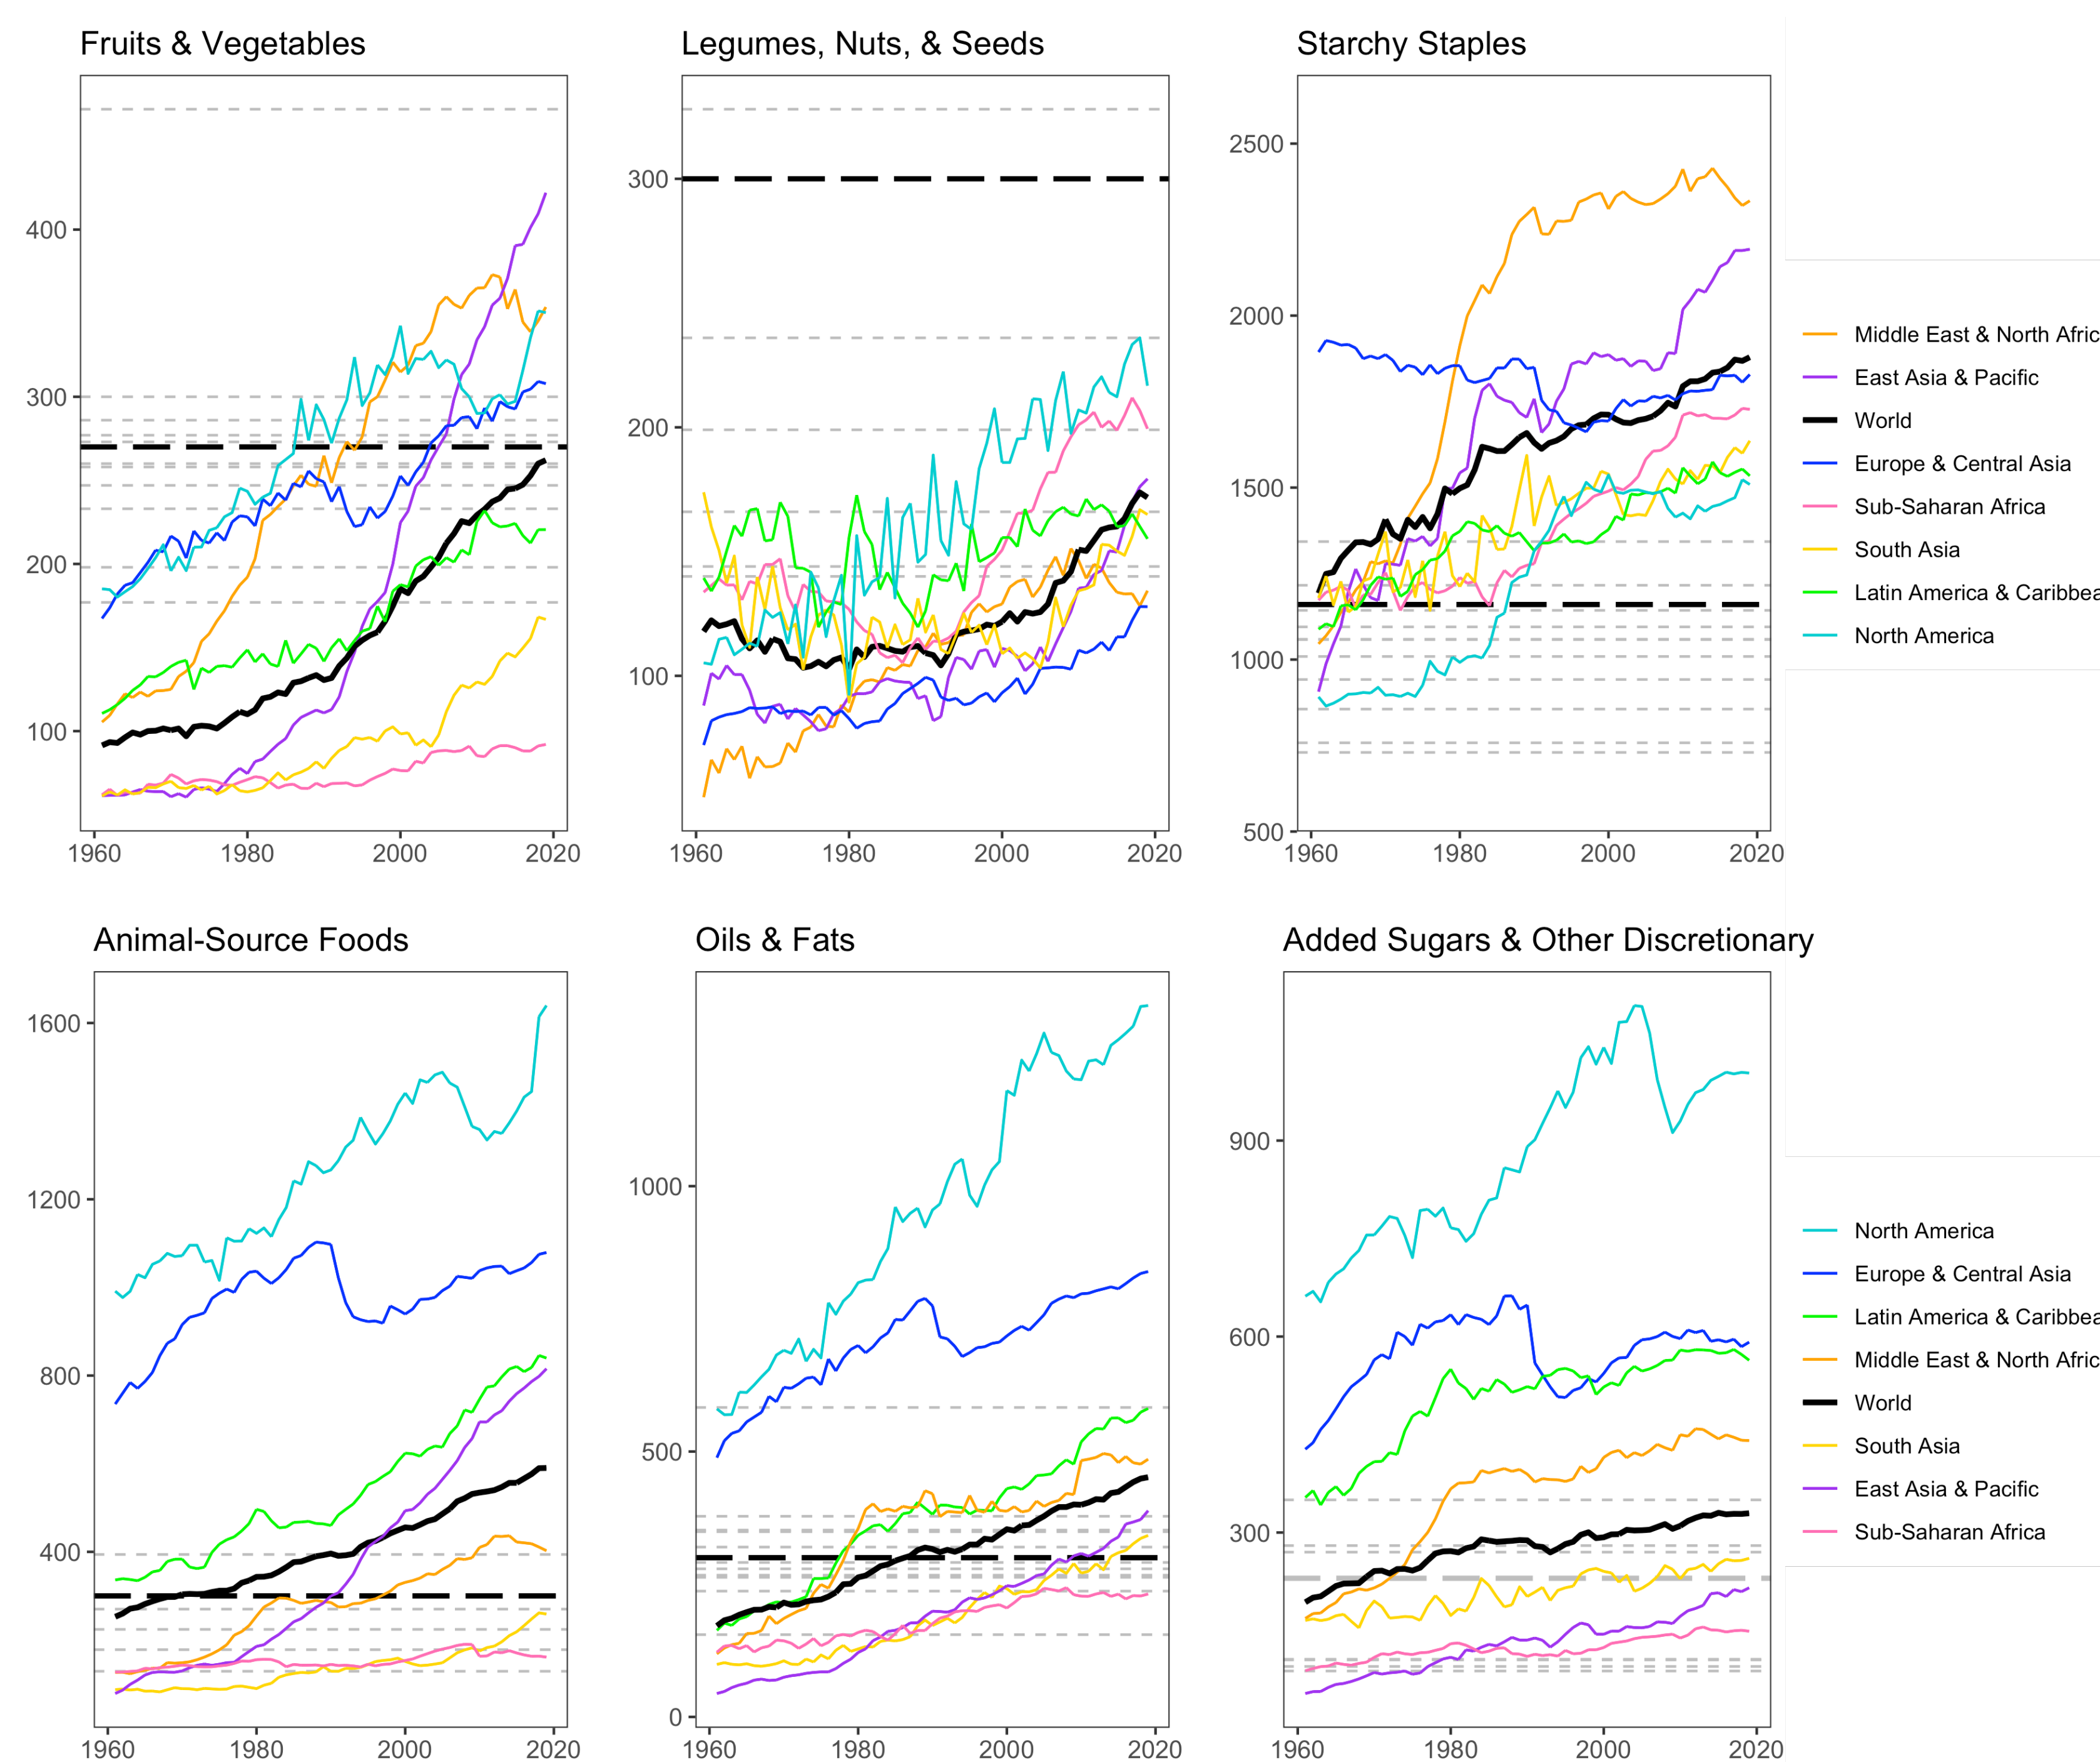 Fruits & Vegetables
Legumes, Nuts, & Seeds
Starchy Staples
400
300
200
100
1960 1980 2000 2020
300
200
100
1960 1980 2000 2020
2500
2000
1500
1000
500
1960 1980 2000 2020
Middle East & North Afric
East Asia & Pacific
World
Europe & Central Asia
Sub-Saharan Africa
South Asia
Latin America & Caribbea
North America
Animal-Source Foods
Oils & Fats
Added Sugars & Other Discretionary
1600
1200
800
400
1960 1980 2000 2020
1000
500
0
1960 1980 2000 2020
900
600
300
1960 1980 2000 2020
North America
Europe & Central Asia
Latin America & Caribbea
Middle East & North Afric
World
South Asia
East Asia & Pacific
Sub-Saharan Africa